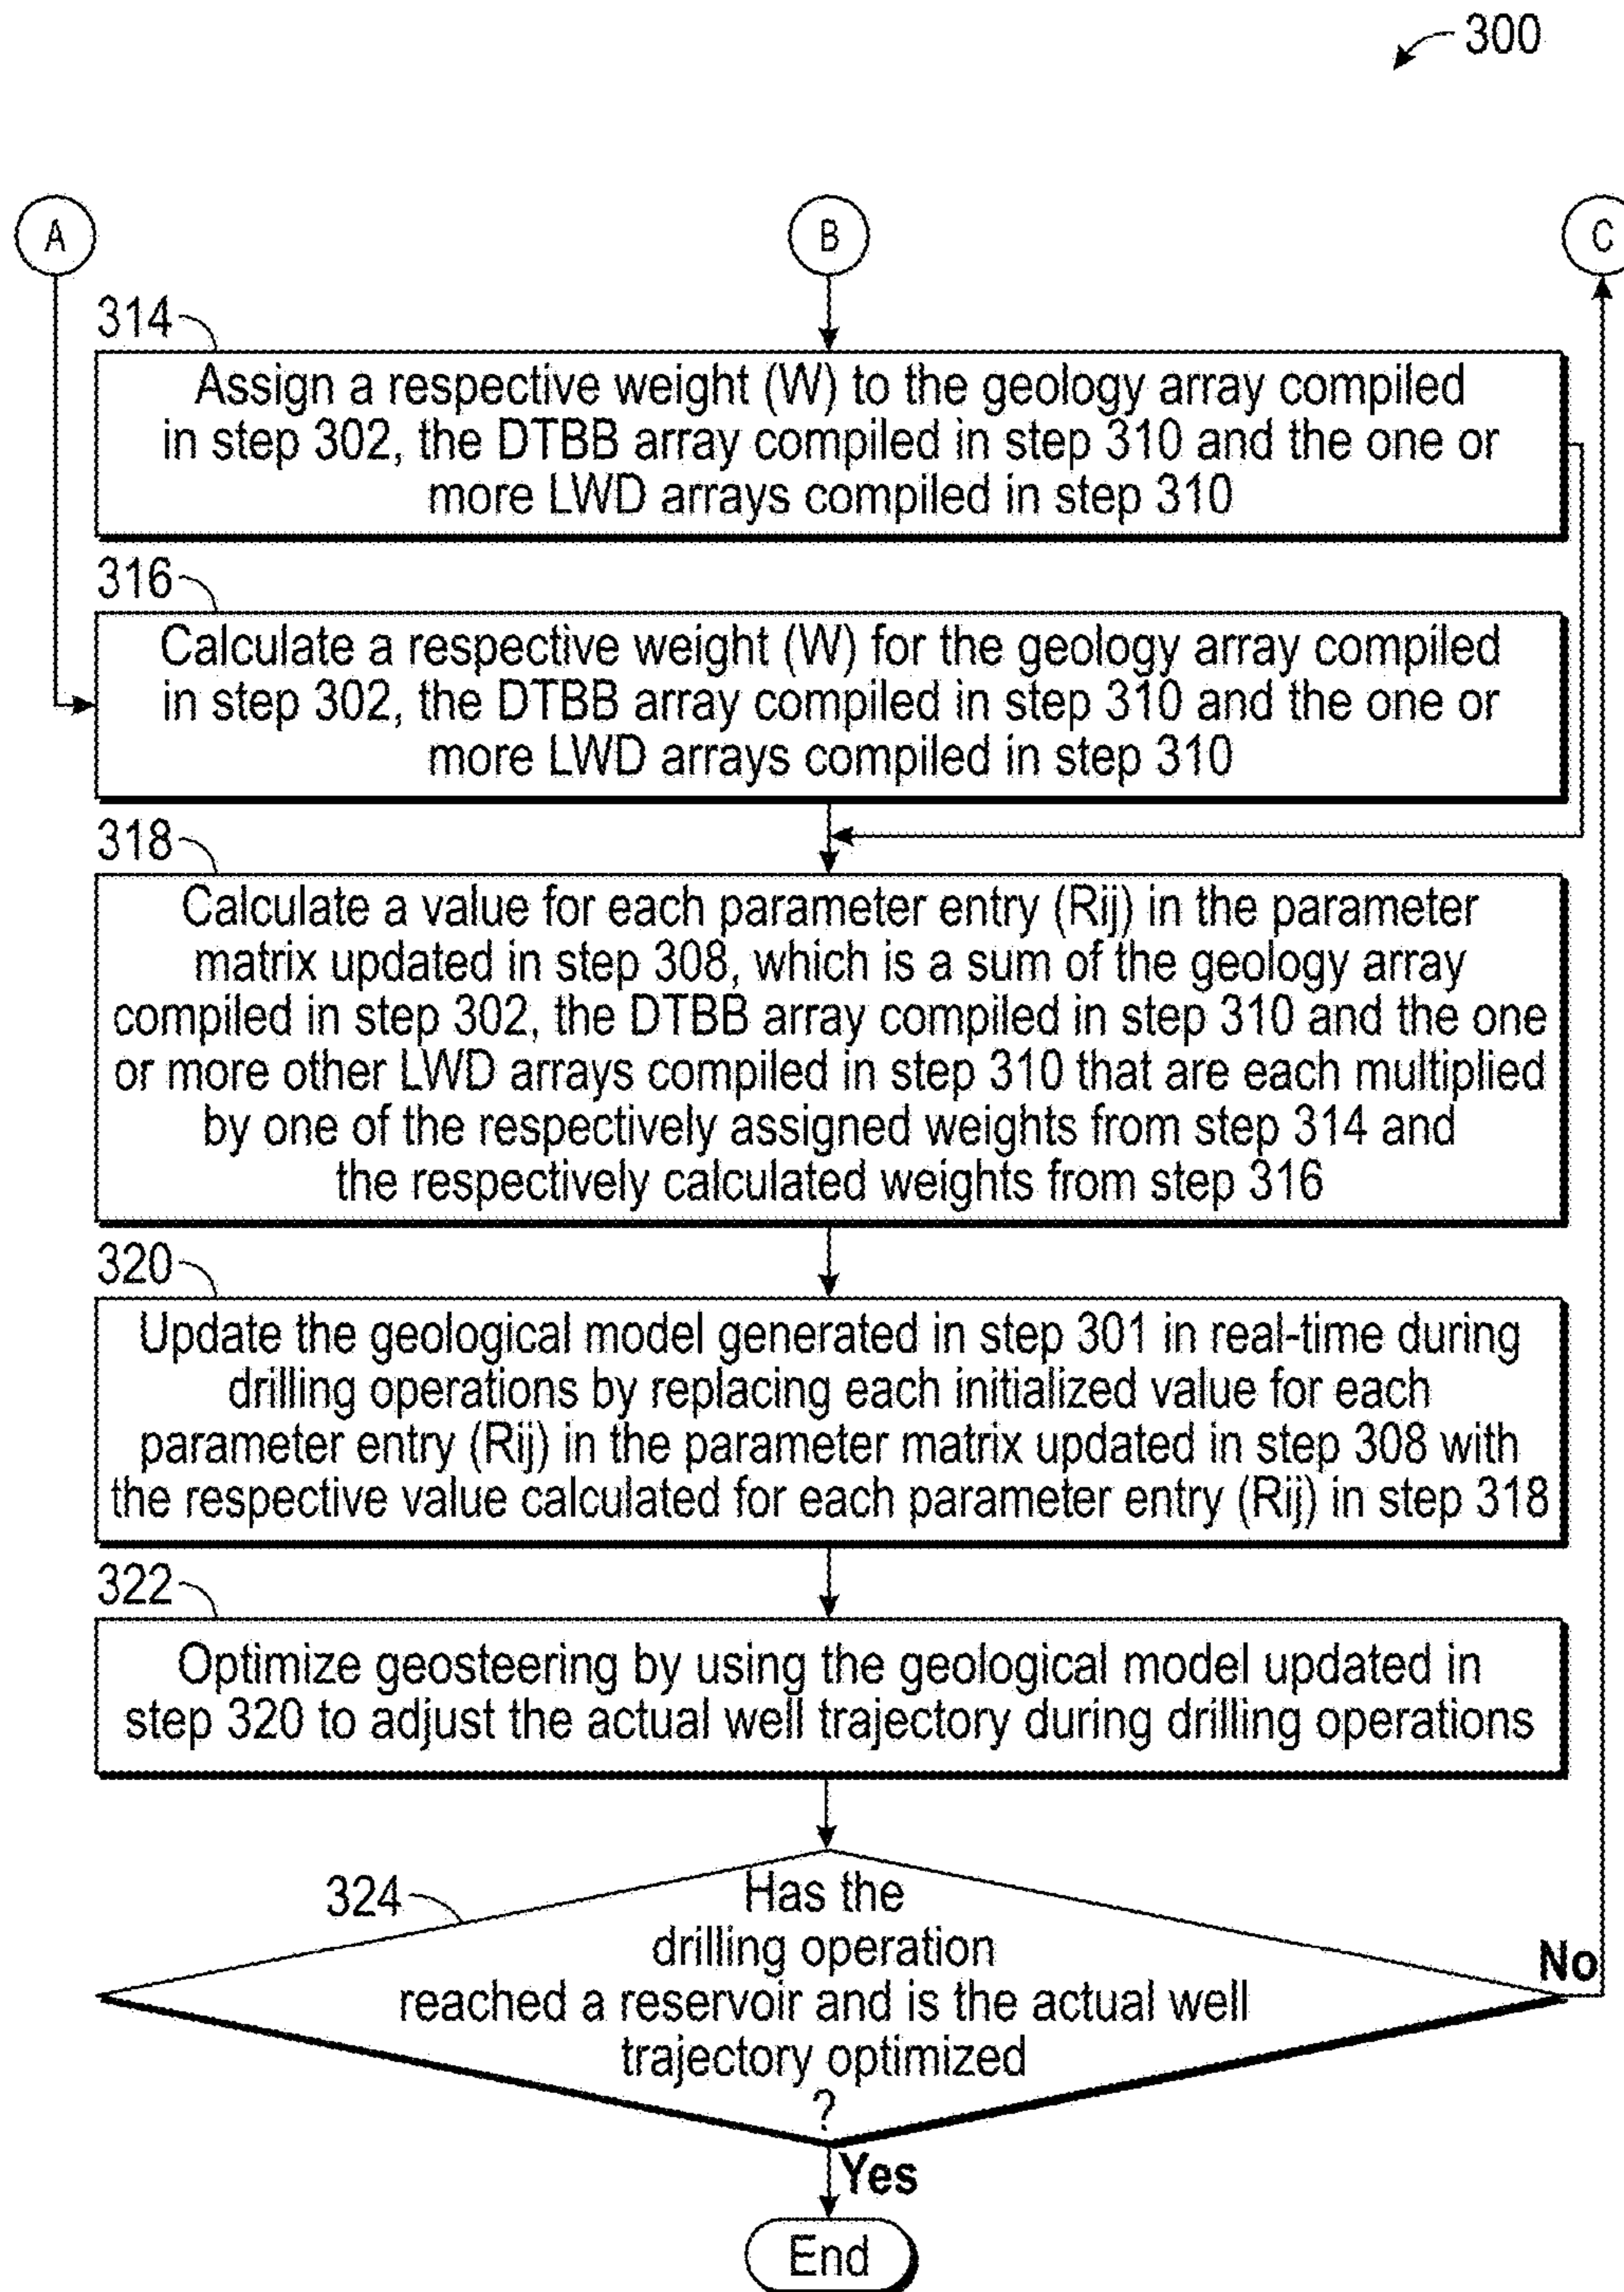 300
A
B
C
314
Assign a respective weight (W) to the geology array compiled
in step 302, the DTBB array compiled in step 310 and the one or
more LWD arrays compiled in step 310
316
Calculate a respective weight (W) for the geology array compiled
in step 302, the DTBB array compiled in step 310 and the one or
more LWD arrays compiled in step 310
318
Calculate a value for each parameter entry (Rij) in the parameter
matrix updated in step 308, which is a sum of the geology array
compiled in step 302, the DTBB array compiled in step 310 and the one
or more other LWD arrays compiled in step 310 that are each multiplied
by one of the respectively assigned weights from step 314 and
the respectively calculated weights from step 316
320
Update the geological model generated in step 301 in real-time during
drilling operations by replacing each initialized value for each
parameter entry (Rij) in the parameter matrix updated in step 308 with
the respective value calculated for each parameter entry (Rij) in step 318
322
Optimize geosteering by using the geological model updated in
step 320 to adjust the actual well trajectory during drilling operations
324
Has the
drilling operation
reached a reservoir and is the actual well
trajectory optimized
?
No
Yes
End